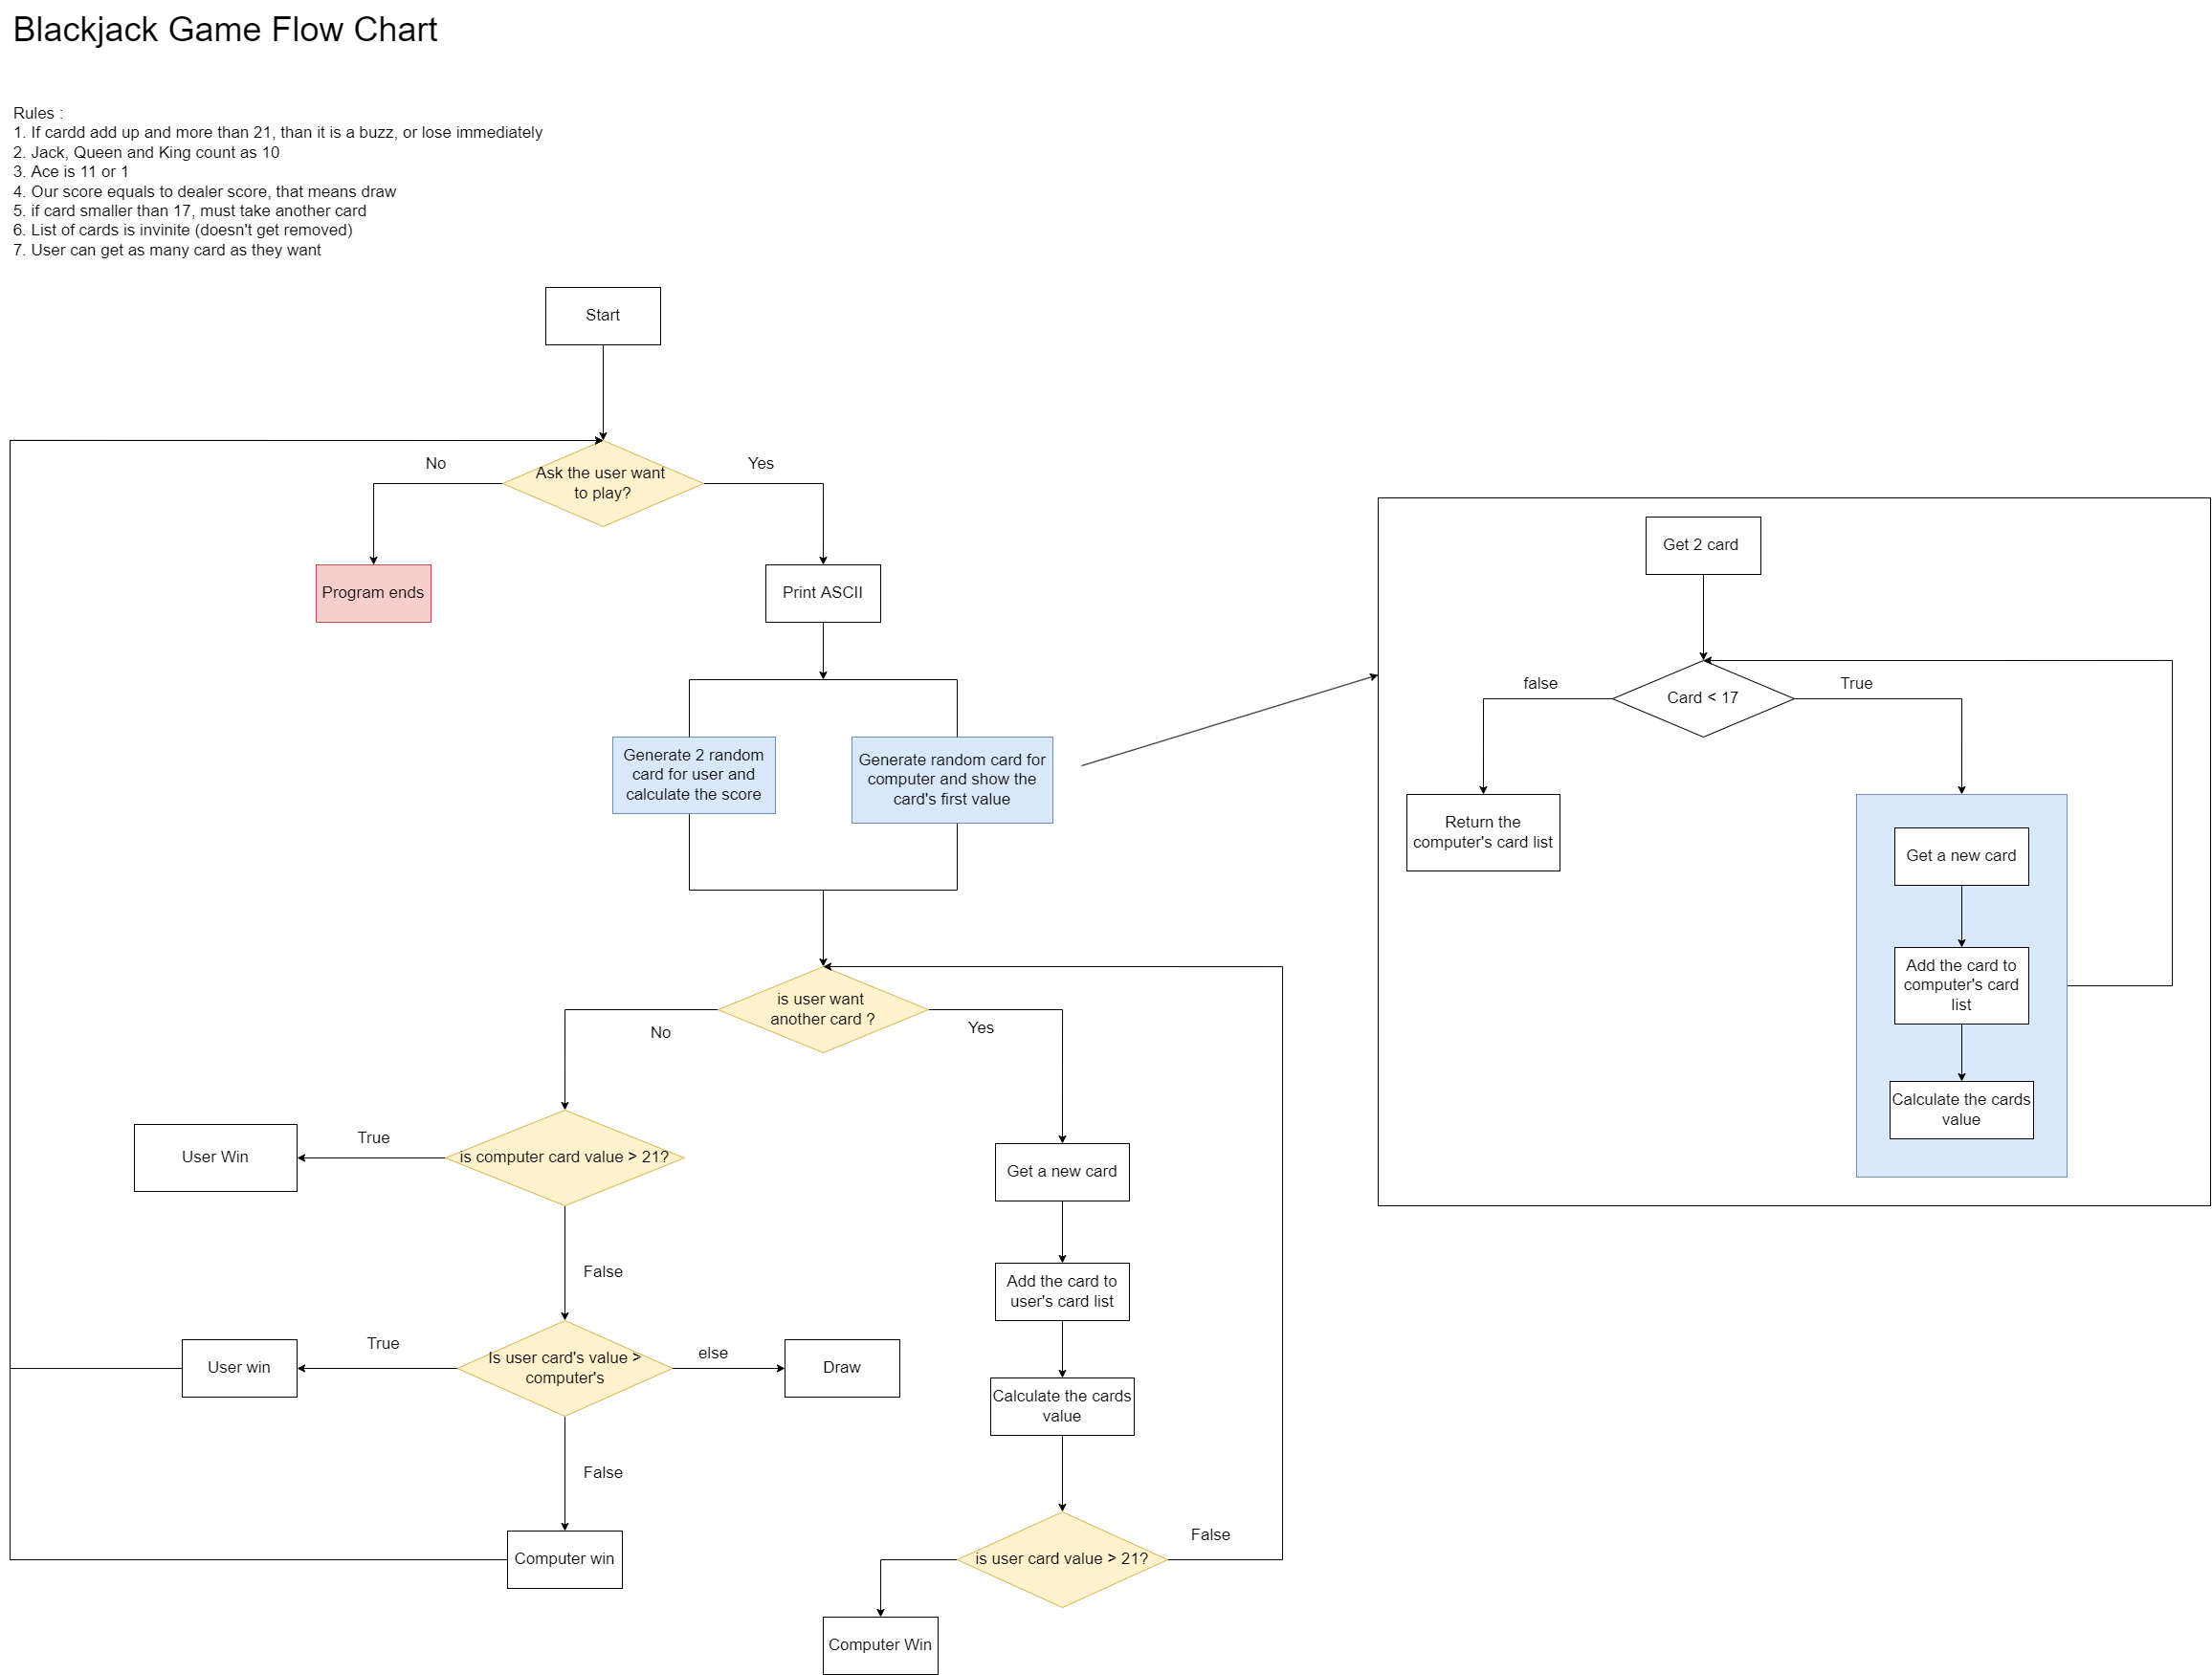 Blackjack Game Flow Chart
Rules :
1. If cardd add up and more than 21, than it is a buzz, or lose immediately
2. Jack, Queen and King count as 10
3. Ace is 11 or 1
4. Our score equals to dealer score, that means draw
5. if card smaller than 17, must take another card
6. List of cards is invinite (doesn't get removed)
7. User can get as many card as they want
Start
No
Ask the user want
to play?
Yes
Program ends
Print ASCII
Generate 2 random
card for user and
calculate the score
Generate random card for
computer and show the
card's first value
Get 2 card
false
Card < 17
True
Return the
computer's card list
Get a new card
Add the card to
computer's card
list
Calculate the cards
value
is user want
another card ?
No
Yes
User Win
True
is computer card value > 21?
Get a new card
False
Add the card to
user's card list
User win
True
Is user card's value >
computer's
else
Draw
Calculate the cards
value
False
Computer win
is user card value > 21?
False
Computer Win